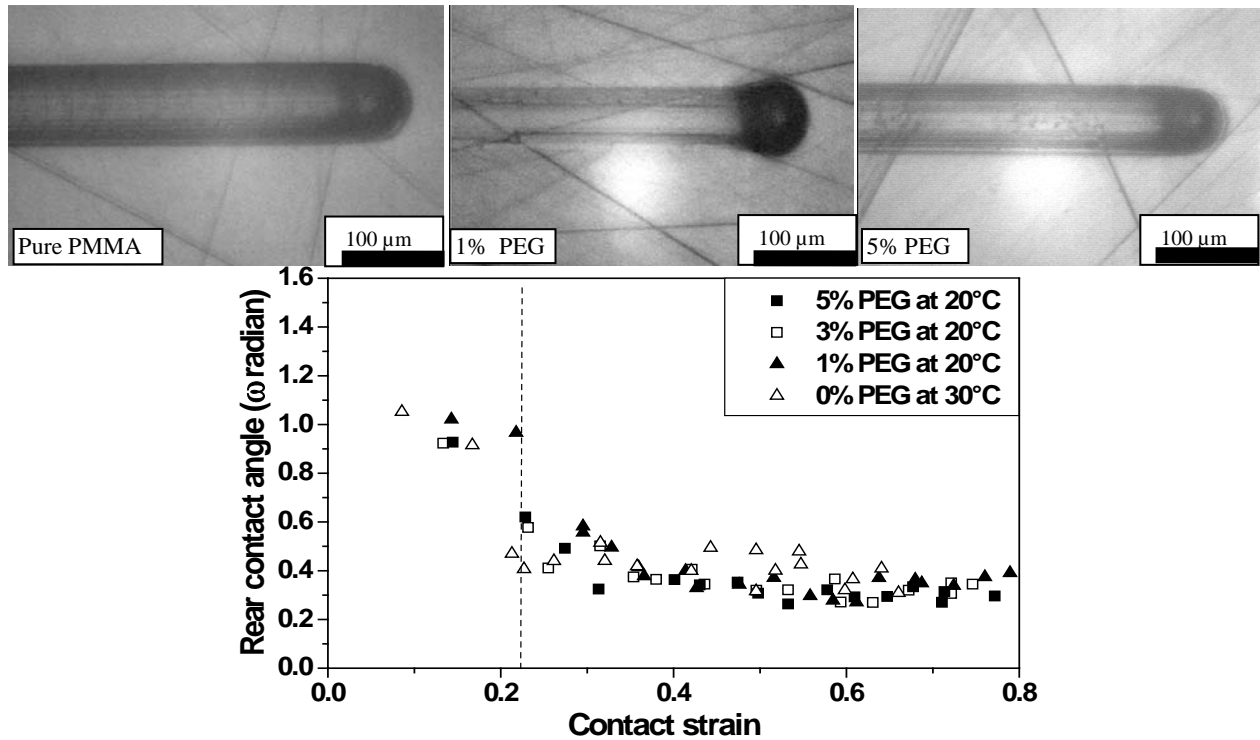 Pure PMMA
100 µm
1% PEG
100 µm
5% PEG
100 µm
Rear contact angle (ω radian)
1.6
1.4
1.2
1.0
0.8
0.6
0.4
0.2
0.0
5% PEG at 20°C
3% PEG at 20°C
1% PEG at 20°C
0% PEG at 30°C
0.0 0.2 0.4 0.6 0.8
Contact strain